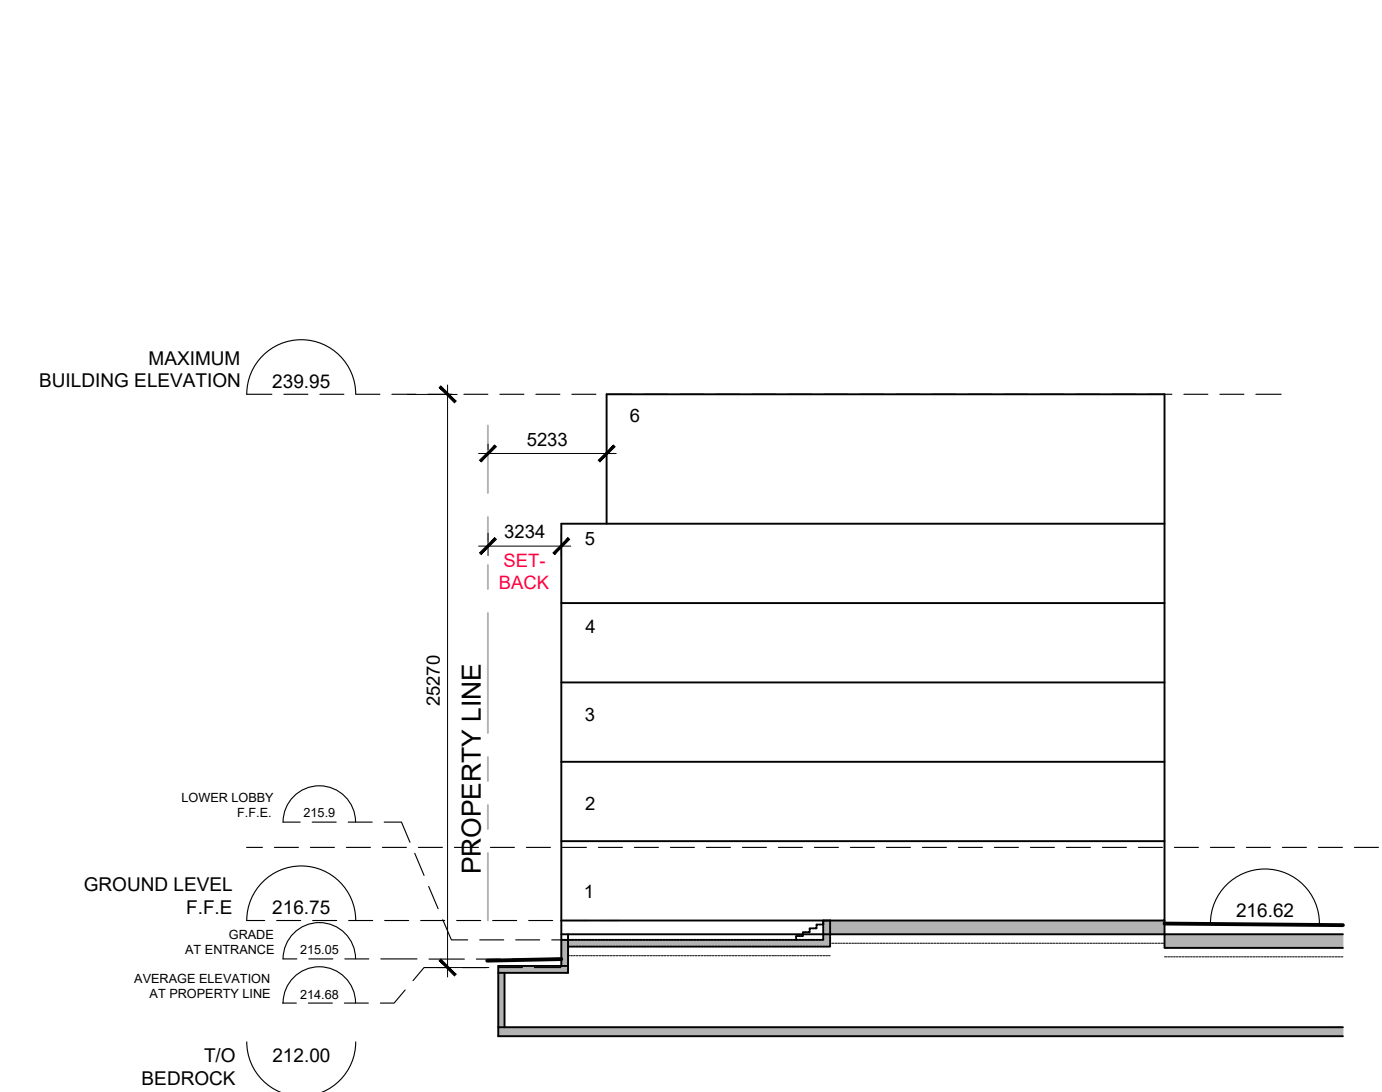 MAXIMUM
BUILDING ELEVATION
239.95
6
5233
3234
SET-
BACK
5
4
25270
PROPERTY LINE
3
2
LOWER LOBBY
F.F.E.
215.9
1
GROUND LEVEL
F.F.E
216.75
216.62
GRADE
AT ENTRANCE
215.05
AVERAGE ELEVATION
AT PROPERTY LINE
214.68
T/O
BEDROCK
212.00